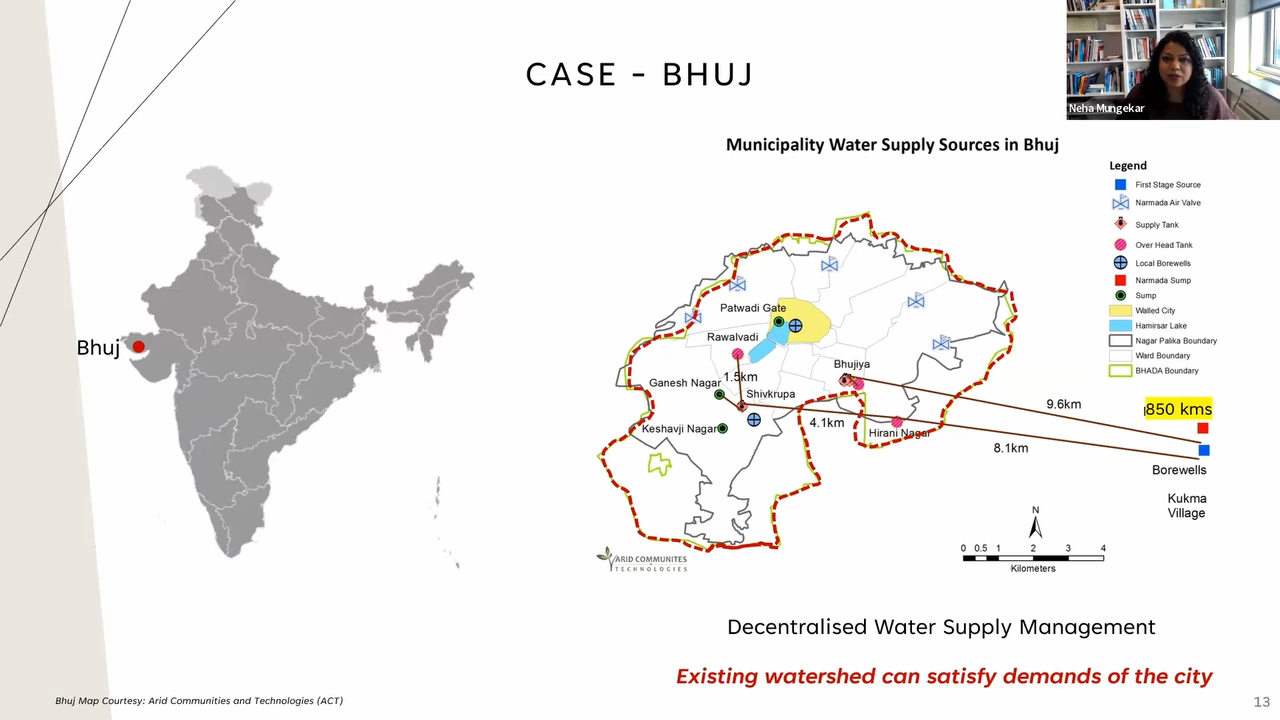 CASE – BHUJ
Neha Mungekar
Municipality Water Supply Sources in Bhuj
Legend
First Stage Source
Narmada Air Valve
Supply Tank
Over Head Tank
Local Borewells
Narmada Sump
Sump
Walled City
Hamirsar Lake
Nagar Palika Boundary
Ward Boundary
BHADA Boundary
Bhuj
Patwadi Gate
Rawalvadi
Bhujiya
1.5km
Ganesh Nagar
Shivkrupa
9.6km
850 kms
4.1km
Keshavji Nagar
Hirani Nagar
8.1km
Borewells
Kukma
Village
N
0 0.5 1 2 3 4
Kilometers
ARID COMMUNITES
TECHNOLOGIES
Decentralised Water Supply Management
Existing watershed can satisfy demands of the city
Bhuj Map Courtesy: Arid Communities and Technologies (ACT)
13